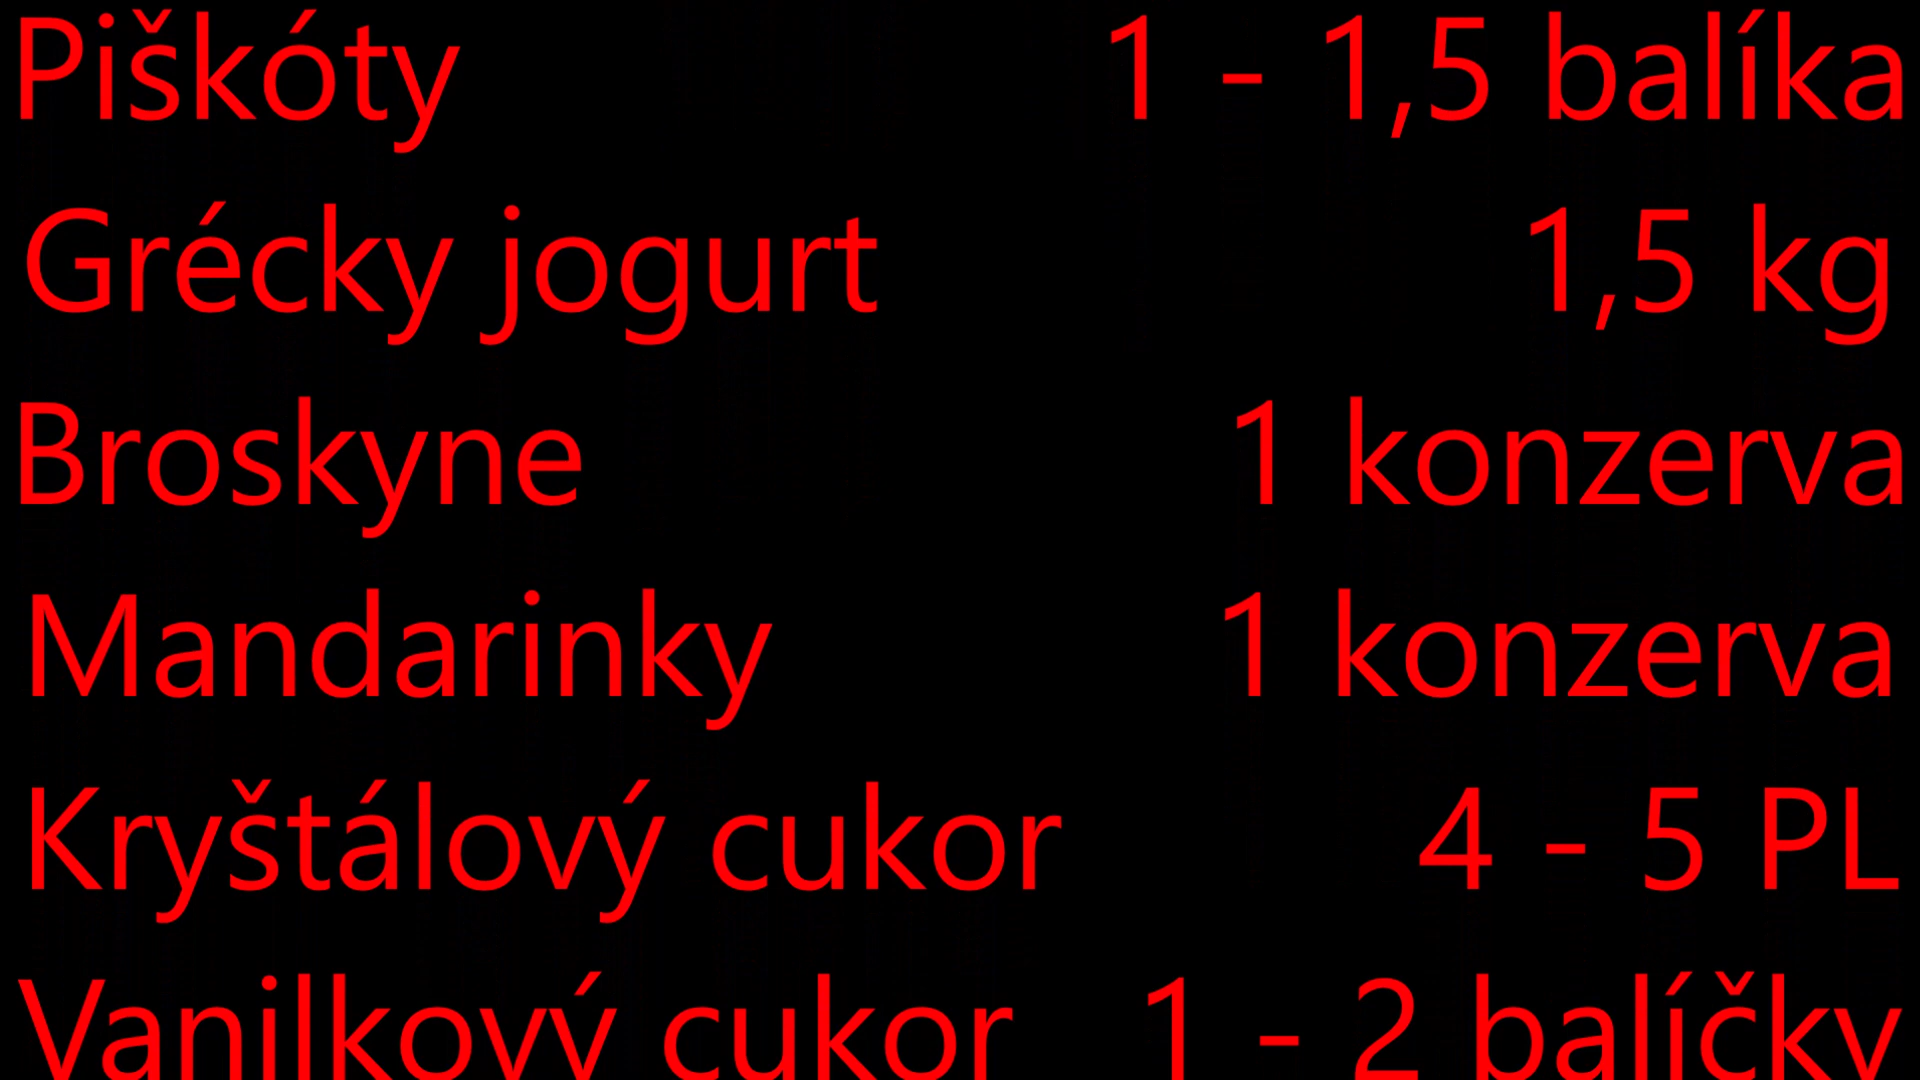 Piškóty 1 - 1,5 balíka
Grécky jogurt 1,5 kg
Broskyne 1 konzerva
Mandarinky 1 konzerva
Kryštálový cukor 4 - 5 PL
Vanilkový cukor 1 - 2 balíčky